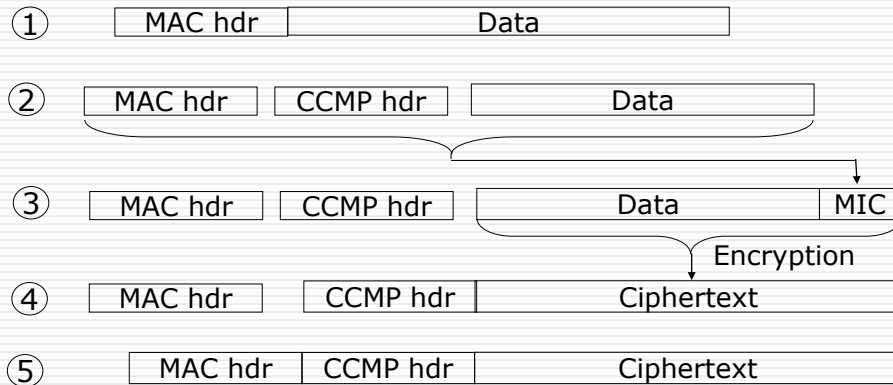 ① MAC hdr Data
② MAC hdr CCMP hdr Data
③ MAC hdr CCMP hdr Data MIC
Encryption
④ MAC hdr CCMP hdr Ciphertext
⑤ MAC hdr CCMP hdr Ciphertext